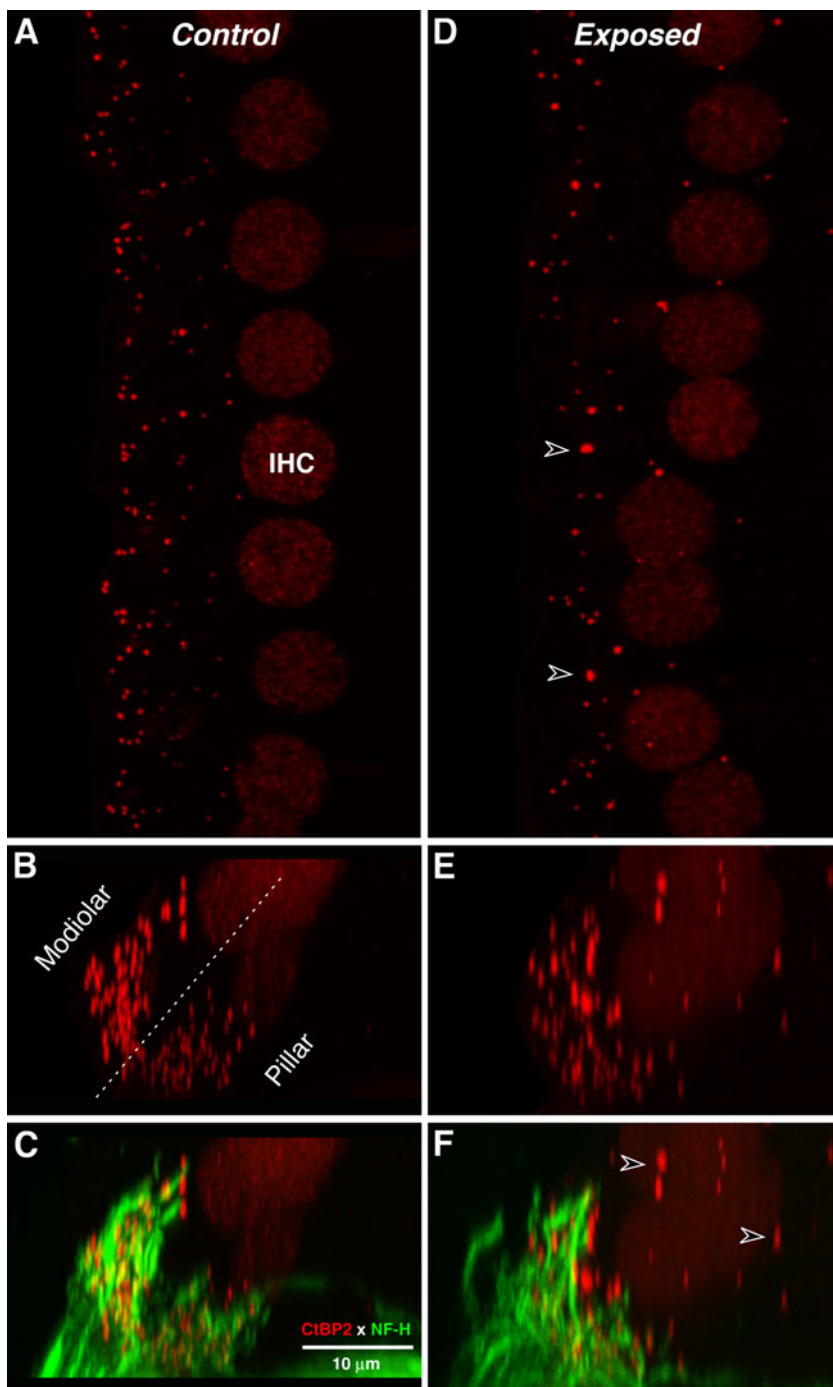 A
Control
IHC
D
Exposed
B
Modiolar
Pillar
E
C
CtBP2 x NF-H
10 µm
F